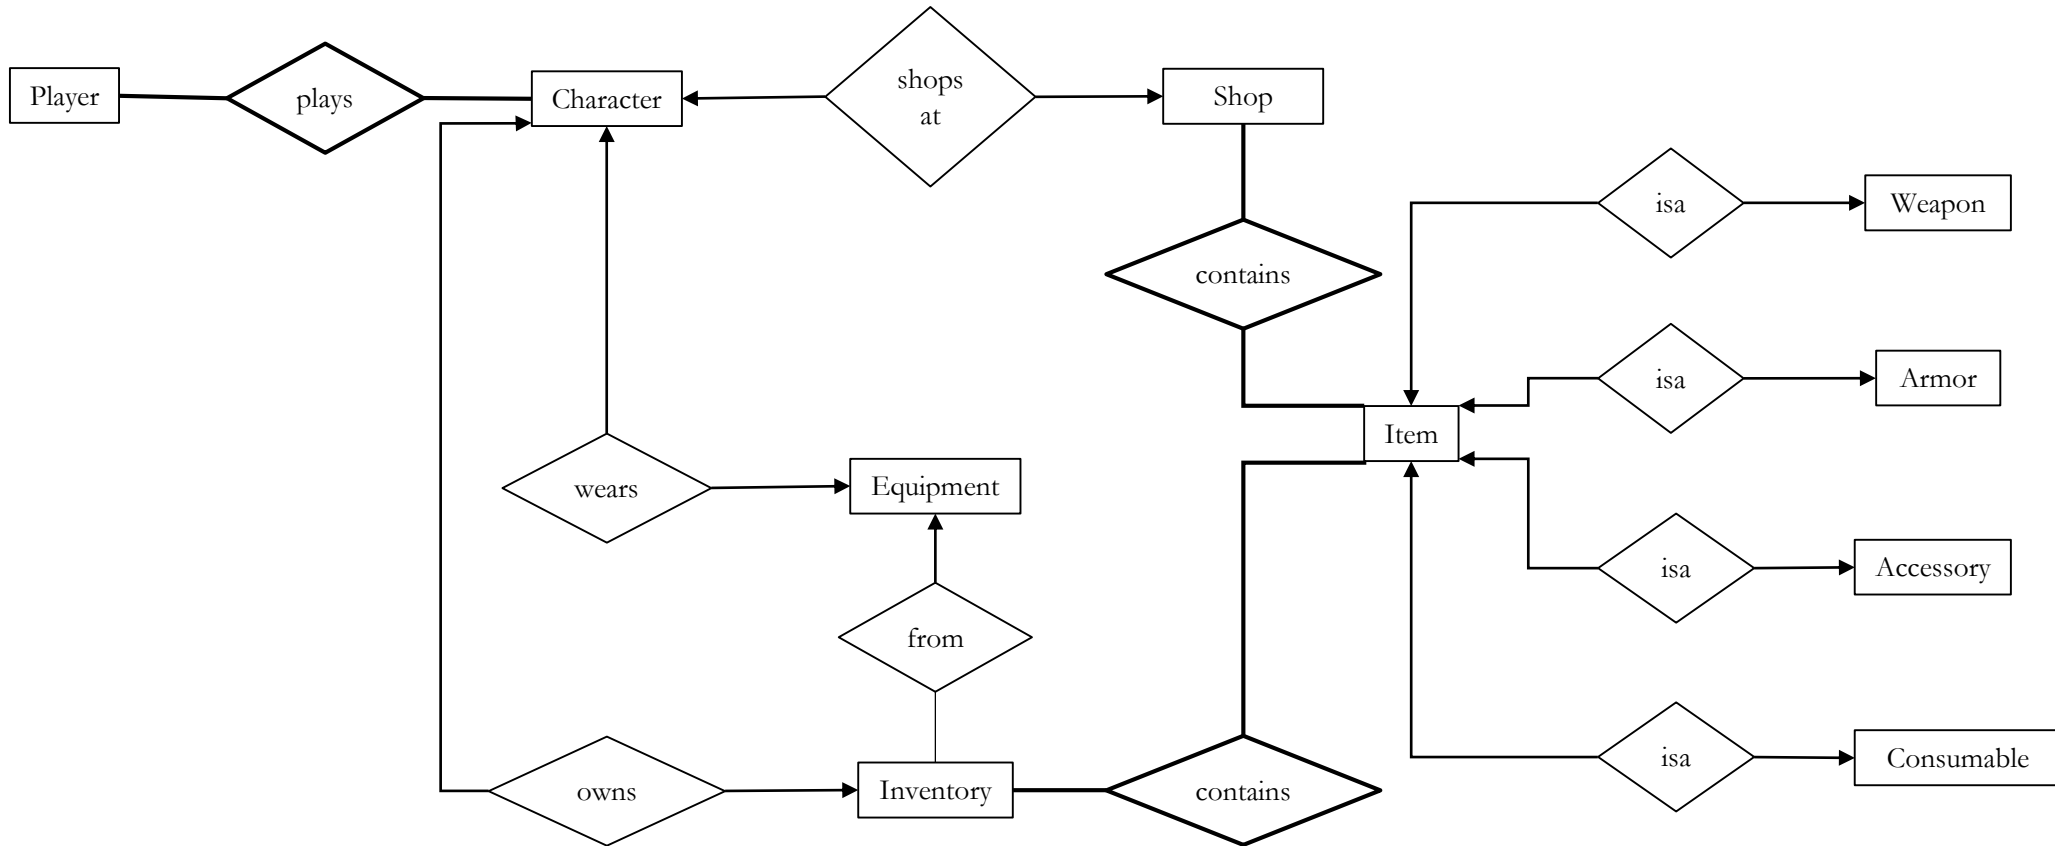 Player
plays
Character
shops
at
Shop
isa
Weapon
contains
isa
Armor
Item
wears
Equipment
isa
Accessory
from
isa
Consumable
owns
Inventory
contains